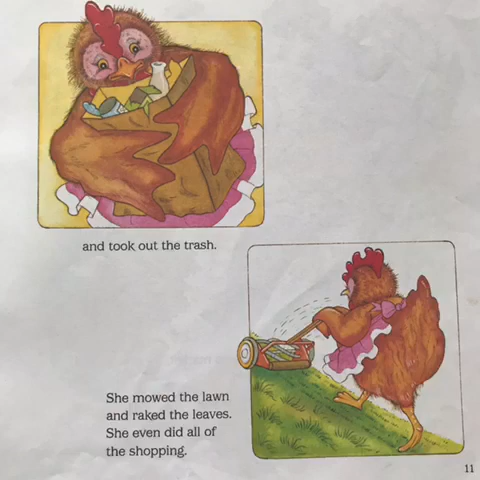 and took out the trash.
She mowed the lawn
and raked the leaves.
She even did all of
the shopping.
11